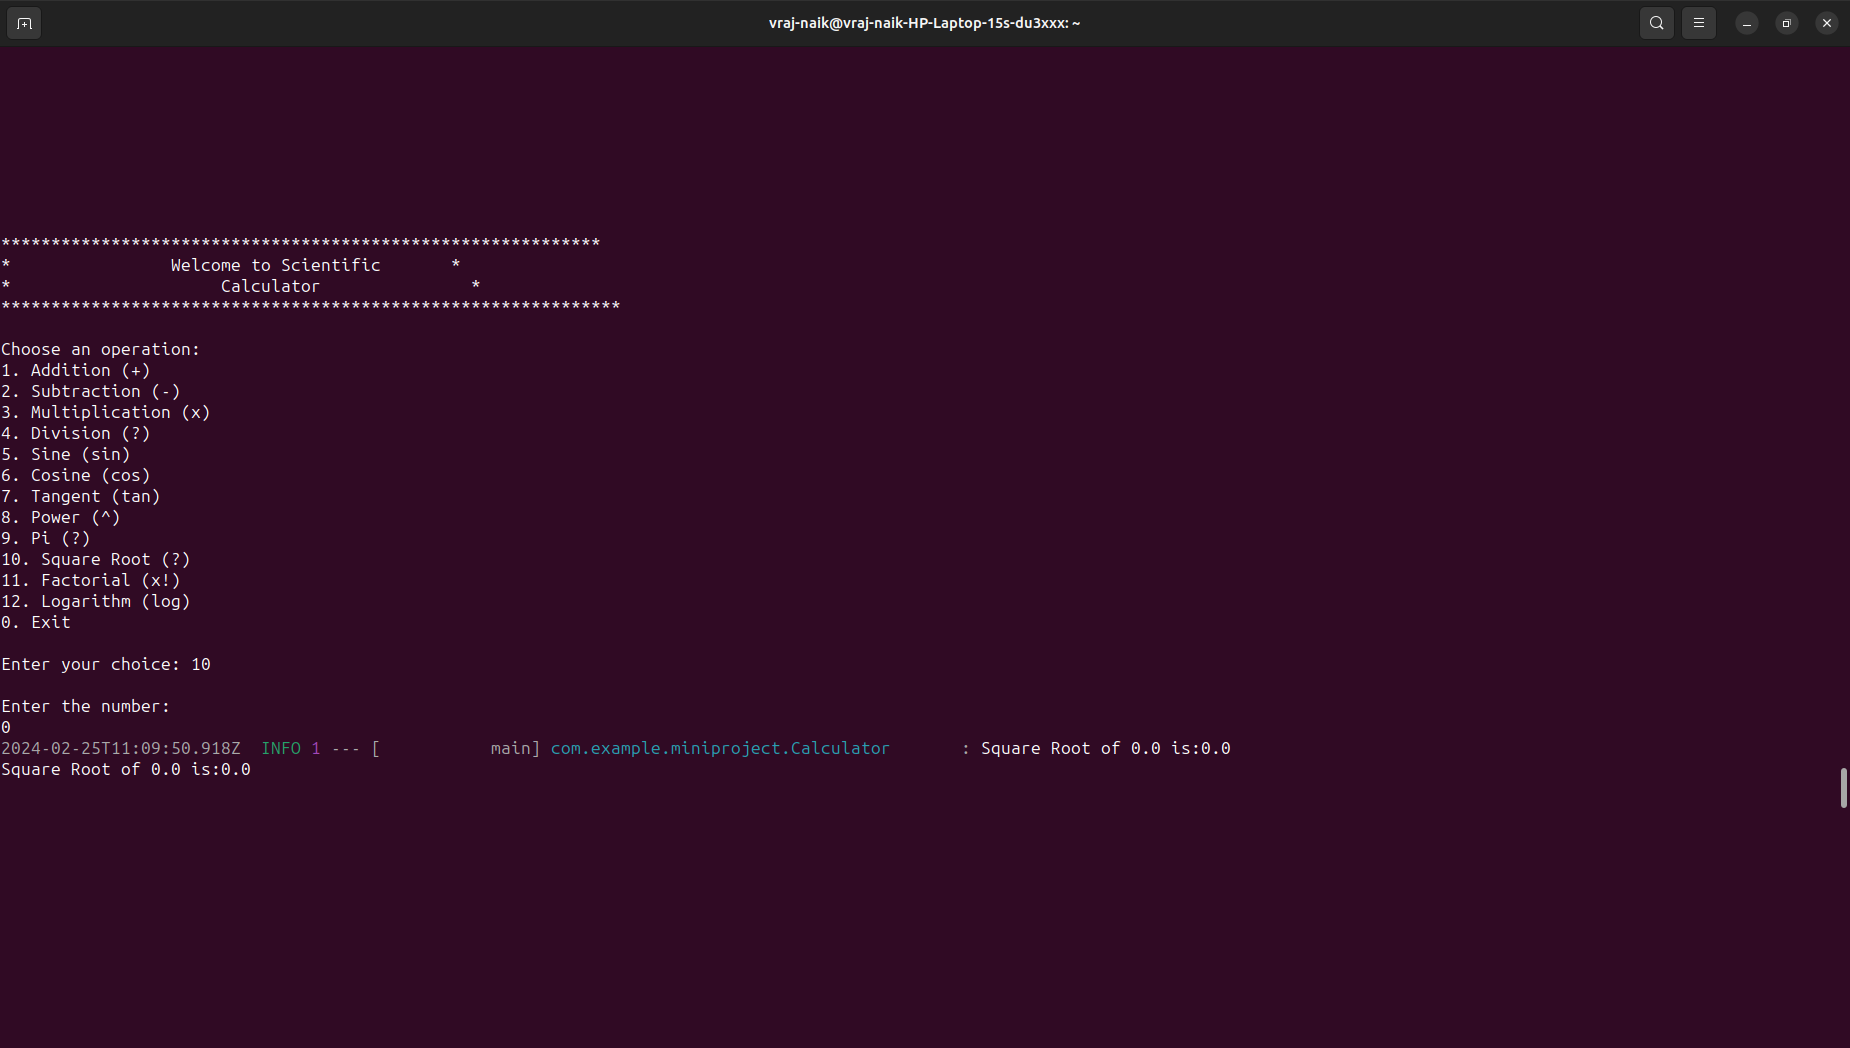 vraj-naik@vraj-naik-HP-Laptop-15s-du3xxx: ~
************************************************************
*                Welcome to Scientific       *
*                     Calculator               *
**************************************************************
Choose an operation:
1. Addition (+)
2. Subtraction (-)
3. Multiplication (x)
4. Division (?)
5. Sine (sin)
6. Cosine (cos)
7. Tangent (tan)
8. Power (^)
9. Pi (?)
10. Square Root (?)
11. Factorial (x!)
12. Logarithm (log)
0. Exit
Enter your choice: 10
Enter the number:
0
2024-02-25T11:09:50.918Z  INFO 1 --- [           main] com.example.miniproject.Calculator       : Square Root of 0.0 is:0.0
Square Root of 0.0 is:0.0